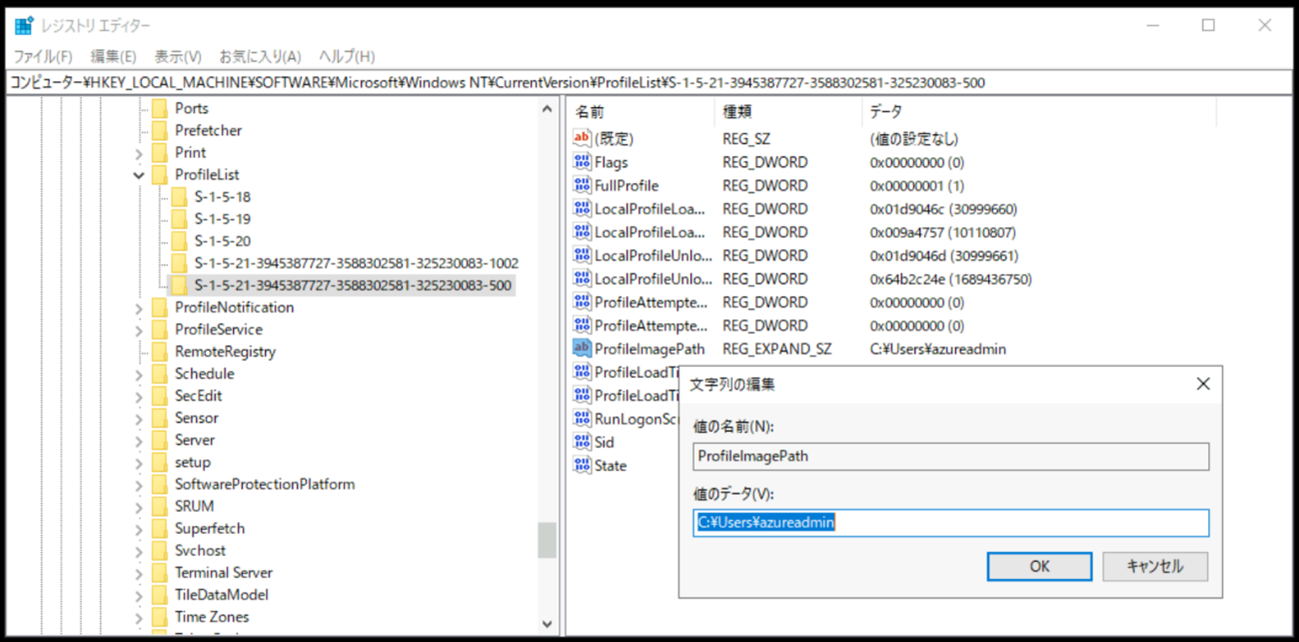 レジストリ エディター
ファイル(F) 編集(E) 表示(V) お気に入り(A) ヘルプ(H)
コンピューター¥HKEY_LOCAL_MACHINE¥SOFTWARE¥Microsoft¥Windows NT¥CurrentVersion¥ProfileList¥S-1-5-21-3945387727-3588302581-325230083-500
Ports
Prefetcher
Print
ProfileList
S-1-5-18
S-1-5-19
S-1-5-20
S-1-5-21-3945387727-3588302581-325230083-1002
S-1-5-21-3945387727-3588302581-325230083-500
ProfileNotification
ProfileService
RemoteRegistry
Schedule
SecEdit
Sensor
Server
setup
SoftwareProtectionPlatform
SRUM
Superfetch
Svchost
Terminal Server
TileDataModel
Time Zones
名前 種類 データ
(既定) REG_SZ (値の設定なし)
Flags REG_DWORD 0x00000000 (0)
FullProfile REG_DWORD 0x00000001 (1)
LocalProfileLoa... REG_DWORD 0x01d9046c (30999660)
LocalProfileLoa... REG_DWORD 0x009a4757 (10110807)
LocalProfileUnlo... REG_DWORD 0x01d9046d (30999661)
LocalProfileUnlo... REG_DWORD 0x64b2c24e (1689436750)
ProfileAttempte... REG_DWORD 0x00000000 (0)
ProfileAttempte... REG_DWORD 0x00000000 (0)
ProfileImagePath REG_EXPAND_SZ C:¥Users¥azureadmin
ProfileLoadTi
ProfileLoadTi
RunLogonSc
Sid
State
文字列の編集
値の名前(N):
ProfileImagePath
値のデータ(V):
C:¥Users¥azureadmin
OK キャンセル